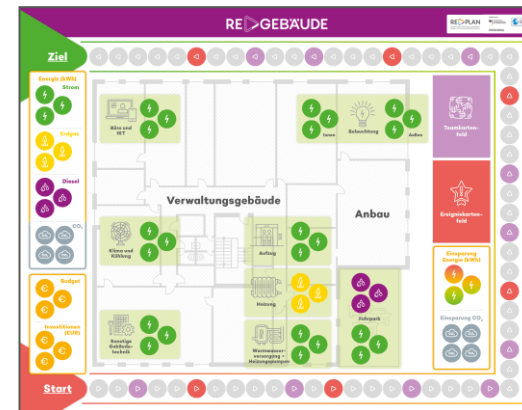 RE▷GEBÄUDE
RE▷PLAN
Ziel
Energie (kWh)
Strom
Erdgas
Diesel
CO₂
Budget
Investitionen
(EUR)
Start
Büro und
IKT
Innen
Beleuchtung
Außen
Verwaltungsgebäude
Anbau
Klima und
Kühlung
Aufzug
Heizung
Fuhrpark
Sonstige
Gebäude-
technik
Warmwasser-
versorgung +
Heizungspumpen
Teamkarten-
feld
Ereigniskarten-
feld
Einsparung
Energie (kWh)
Einsparung CO₂